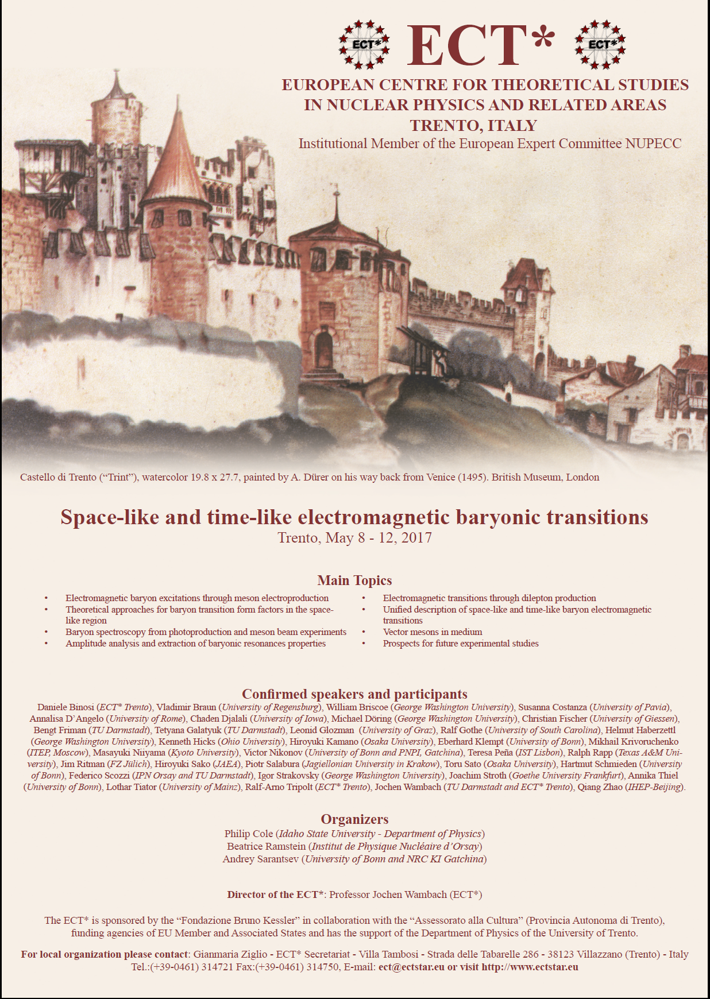 ECT* ECT* ECT*
EUROPEAN CENTRE FOR THEORETICAL STUDIES
IN NUCLEAR PHYSICS AND RELATED AREAS
TRENTO, ITALY
Institutional Member of the European Expert Committee NUPECC
Castello di Trento (“Trint”), watercolor 19.8 x 27.7, painted by A. Dürer on his way back from Venice (1495). British Museum, London
Space-like and time-like electromagnetic baryonic transitions
Trento, May 8 - 12, 2017
Main Topics
• Electromagnetic baryon excitations through meson electroproduction
• Theoretical approaches for baryon transition form factors in the space-
like region
• Baryon spectroscopy from photoproduction and meson beam experiments
• Amplitude analysis and extraction of baryonic resonances properties
• Electromagnetic transitions through dilepton production
• Unified description of space-like and time-like baryon electromagnetic
transitions
• Vector mesons in medium
• Prospects for future experimental studies
Confirmed speakers and participants
Daniele Binosi (ECT* Trento), Vladimir Braun (University of Regensburg), William Briscoe (George Washington University), Susanna Costanza (University of Pavia),
Annalisa D’Angelo (University of Rome), Chaden Djalali (University of Iowa), Michael Döring (George Washington University), Christian Fischer (University of Giessen),
Bengt Friman (TU Darmstadt), Tetyana Galatyuk (TU Darmstadt), Leonid Glozman (University of Graz), Ralf Gothe (University of South Carolina), Helmut Haberzettl
(George Washington University), Kenneth Hicks (Ohio University), Hiroyuki Kamano (Osaka University), Eberhard Klempt (University of Bonn), Mikhail Krivoruchenko
(ITEP, Moscow), Masayuki Niiyama (Kyoto University), Victor Nikonov (University of Bonn and PNPI, Gatchina), Teresa Peña (IST Lisbon), Ralph Rapp (Texas A&M Uni-
versity), Jim Ritman (FZ Jülich), Hiroyuki Sako (JAEA), Piotr Salabura (Jagiellonian University in Krakow), Toru Sato (Osaka University), Hartmut Schmieden (University
of Bonn), Federico Scozzi (IPN Orsay and TU Darmstadt), Igor Strakovsky (George Washington University), Joachim Stroth (Goethe University Frankfurt), Annika Thiel
(University of Bonn), Lothar Tiator (University of Mainz), Ralf-Arno Tripolt (ECT* Trento), Jochen Wambach (TU Darmstadt and ECT* Trento), Qiang Zhao (IHEP-Beijing).
Organizers
Philip Cole (Idaho State University - Department of Physics)
Beatrice Ramstein (Institut de Physique Nucléaire d’Orsay)
Andrey Sarantsev (University of Bonn and NRC KI Gatchina)
Director of the ECT*: Professor Jochen Wambach (ECT*)
The ECT* is sponsored by the “Fondazione Bruno Kessler” in collaboration with the “Assessorato alla Cultura” (Provincia Autonoma di Trento),
funding agencies of EU Member and Associated States and has the support of the Department of Physics of the University of Trento.
For local organization please contact: Gianmaria Ziglio - ECT* Secretariat - Villa Tambosi - Strada delle Tabarelle 286 - 38123 Villazzano (Trento) - Italy
Tel.:(+39-0461) 314721 Fax:(+39-0461) 314750, E-mail: ect@ectstar.eu or visit http://www.ectstar.eu